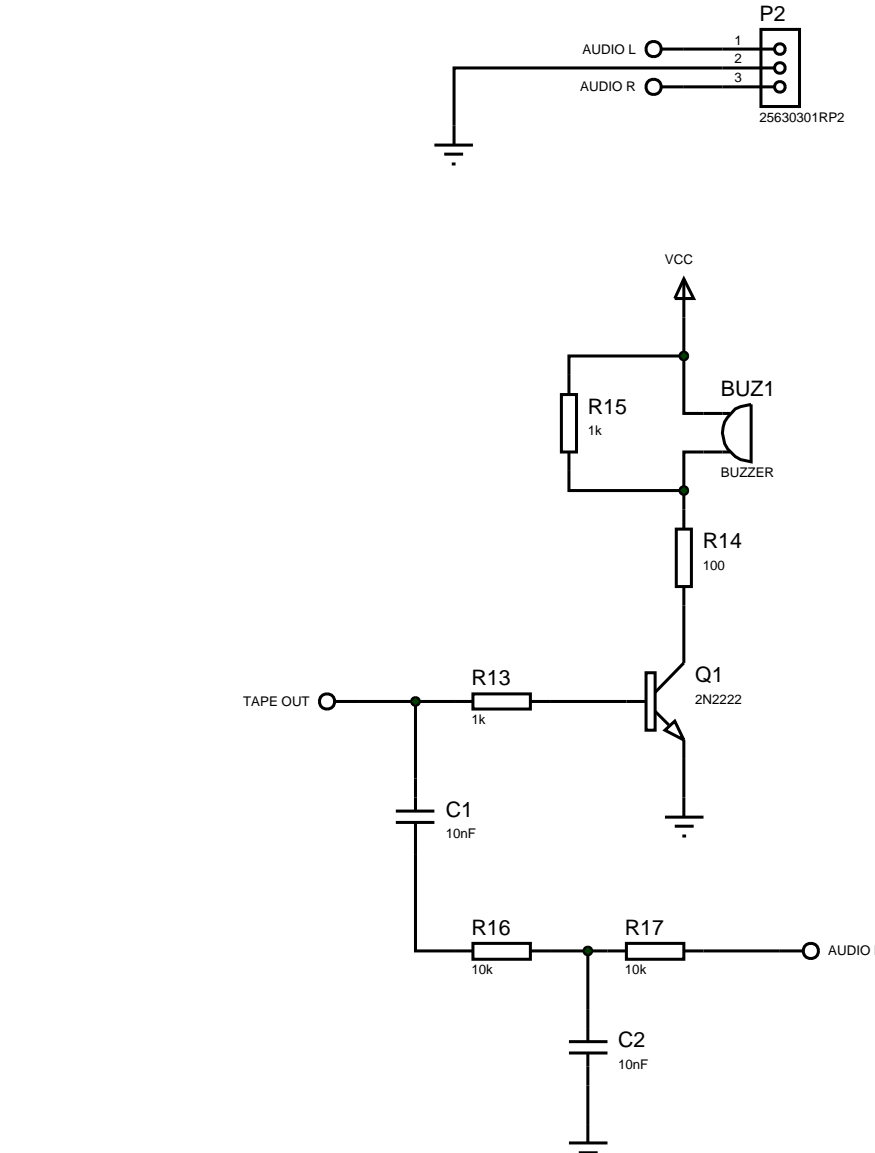 P2
AUDIO L
1
2
AUDIO R
3
25630301RP2
VCC
BUZ1
R15
1k
BUZZER
R14
100
R13
Q1
TAPE OUT
2N2222
1k
C1
10nF
R16
R17
AUDIO
10k
10k
C2
10nF